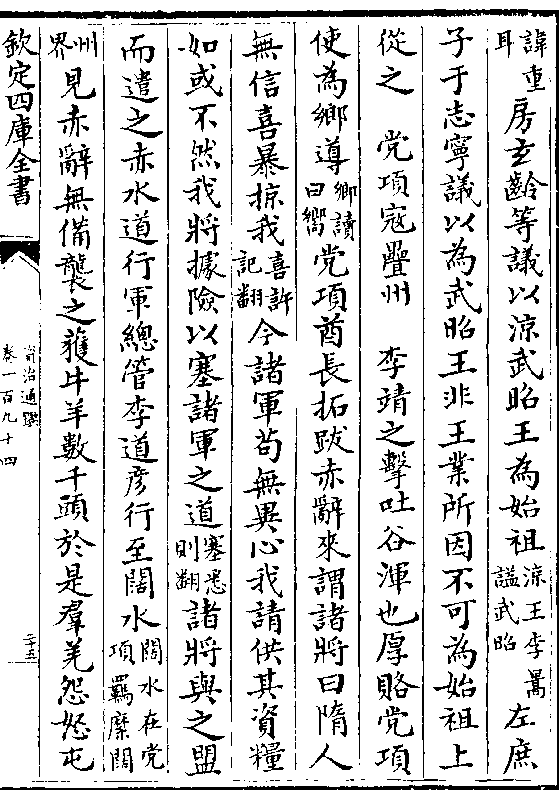 諱重耳房玄齡等議以涼武昭王為始祖涼王李暠諡武昭左庶
子于志寧議以為武昭王非王業所因不可為始祖上
從之　党項寇疊州　李靖之擊吐谷渾也厚賂党項
使為鄉導鄉讀曰嚮党項酋長拓跋赤辭來謂諸將曰隋人
無信喜暴掠我喜許記翻今諸軍苟無異心我請供其資糧
如或不然我將據險以塞諸軍之道塞悉則翻諸將與之盟
而遣之赤水道行軍總管李道彦行至闊水闊水在党項羈縻闊
州界見赤辭無備襲之獲牛羊數千頭於是羣羌怨怒屯
欽定四庫全書
資治通鑑
卷一百九十四